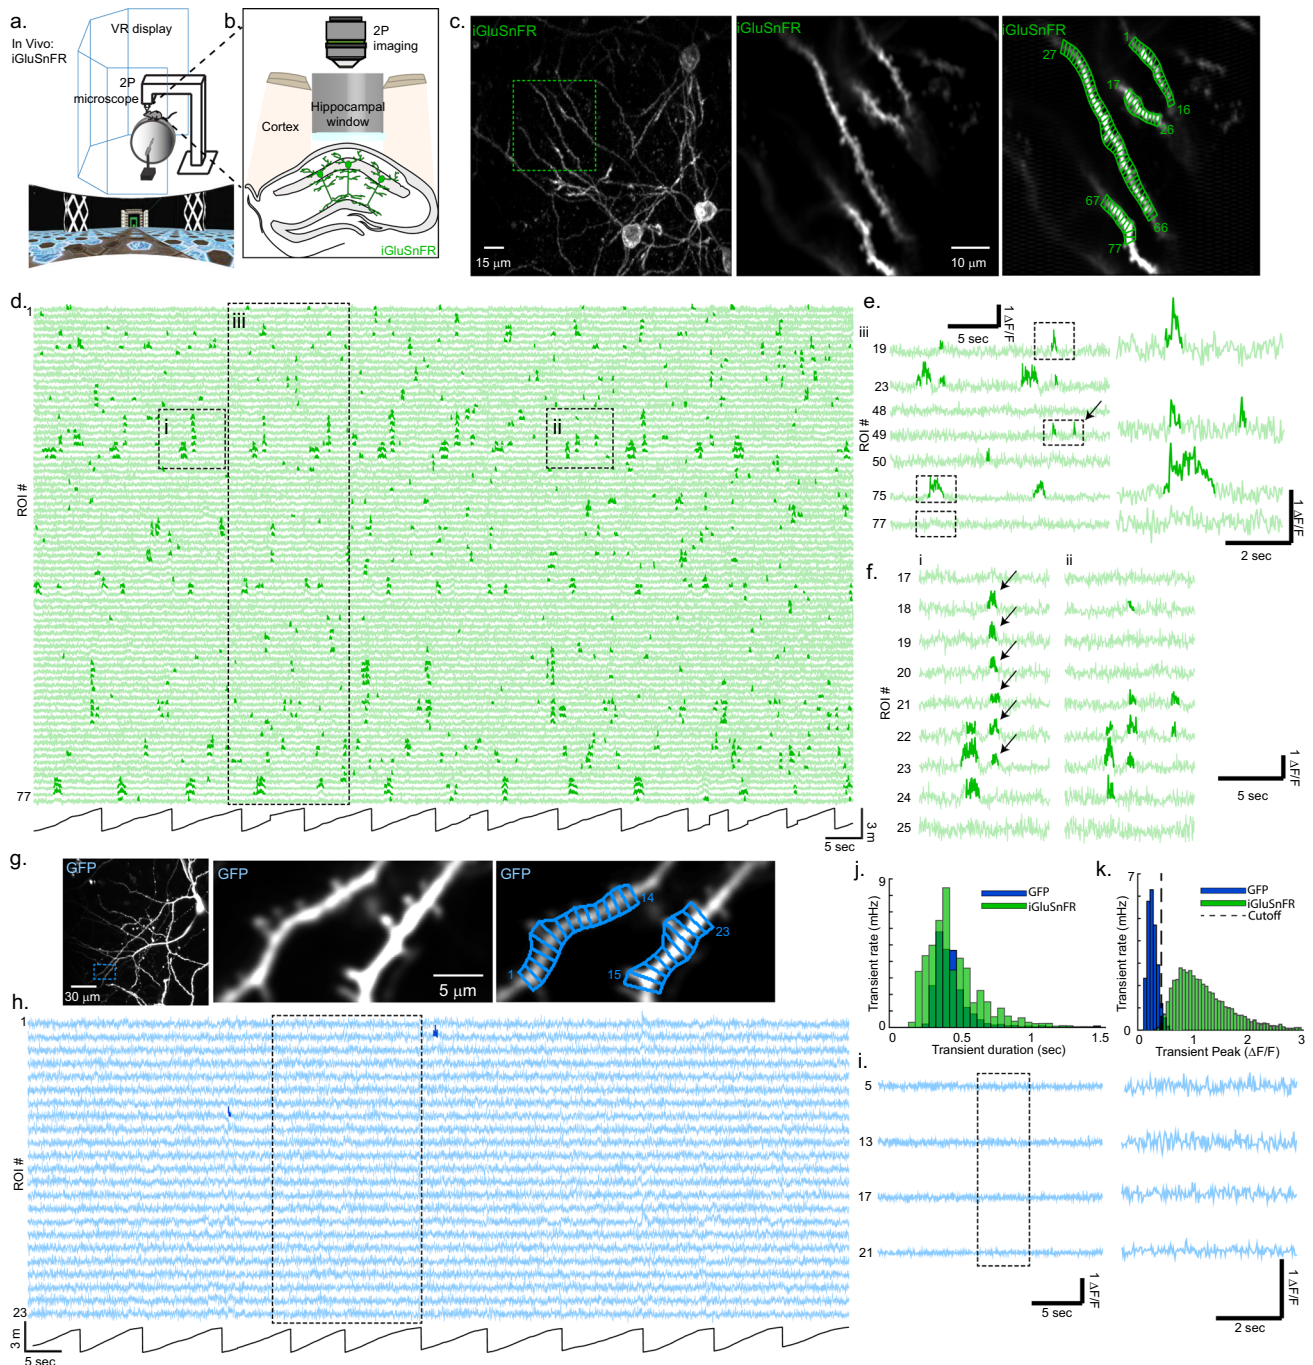 a.
In Vivo:
iGluSnFR
VR display
2P
microscope
b.
2P
imaging
Hippocampal
window
Cortex
iGluSnFR
c.
iGluSnFR
15 µm
iGluSnFR
10 µm
iGluSnFR
27
1
17
16
26
67
66
77
d.
1
iii
i
ii
ROI #
77
3 m
5 sec
e.
iii
5 sec
1 ΔF/F
19
23
48
49
50
75
77
ROI #
1 ΔF/F
2 sec
f.
i
ii
17
18
19
20
21
22
23
24
25
ROI #
1 ΔF/F
5 sec
g.
GFP
30 µm
GFP
5 µm
GFP
14
23
1
15
h.
1
ROI #
23
3 m
5 sec
j.
9
Transient rate (mHz)
0
0
0.5
1.0
1.5
Transient duration (sec)
GFP
iGluSnFR
k.
7
Transient rate (mHz)
0
0
1
2
3
Transient Peak (ΔF/F)
GFP
iGluSnFR
Cutoff
i.
5
13
17
21
1 ΔF/F
5 sec
1 ΔF/F
2 sec